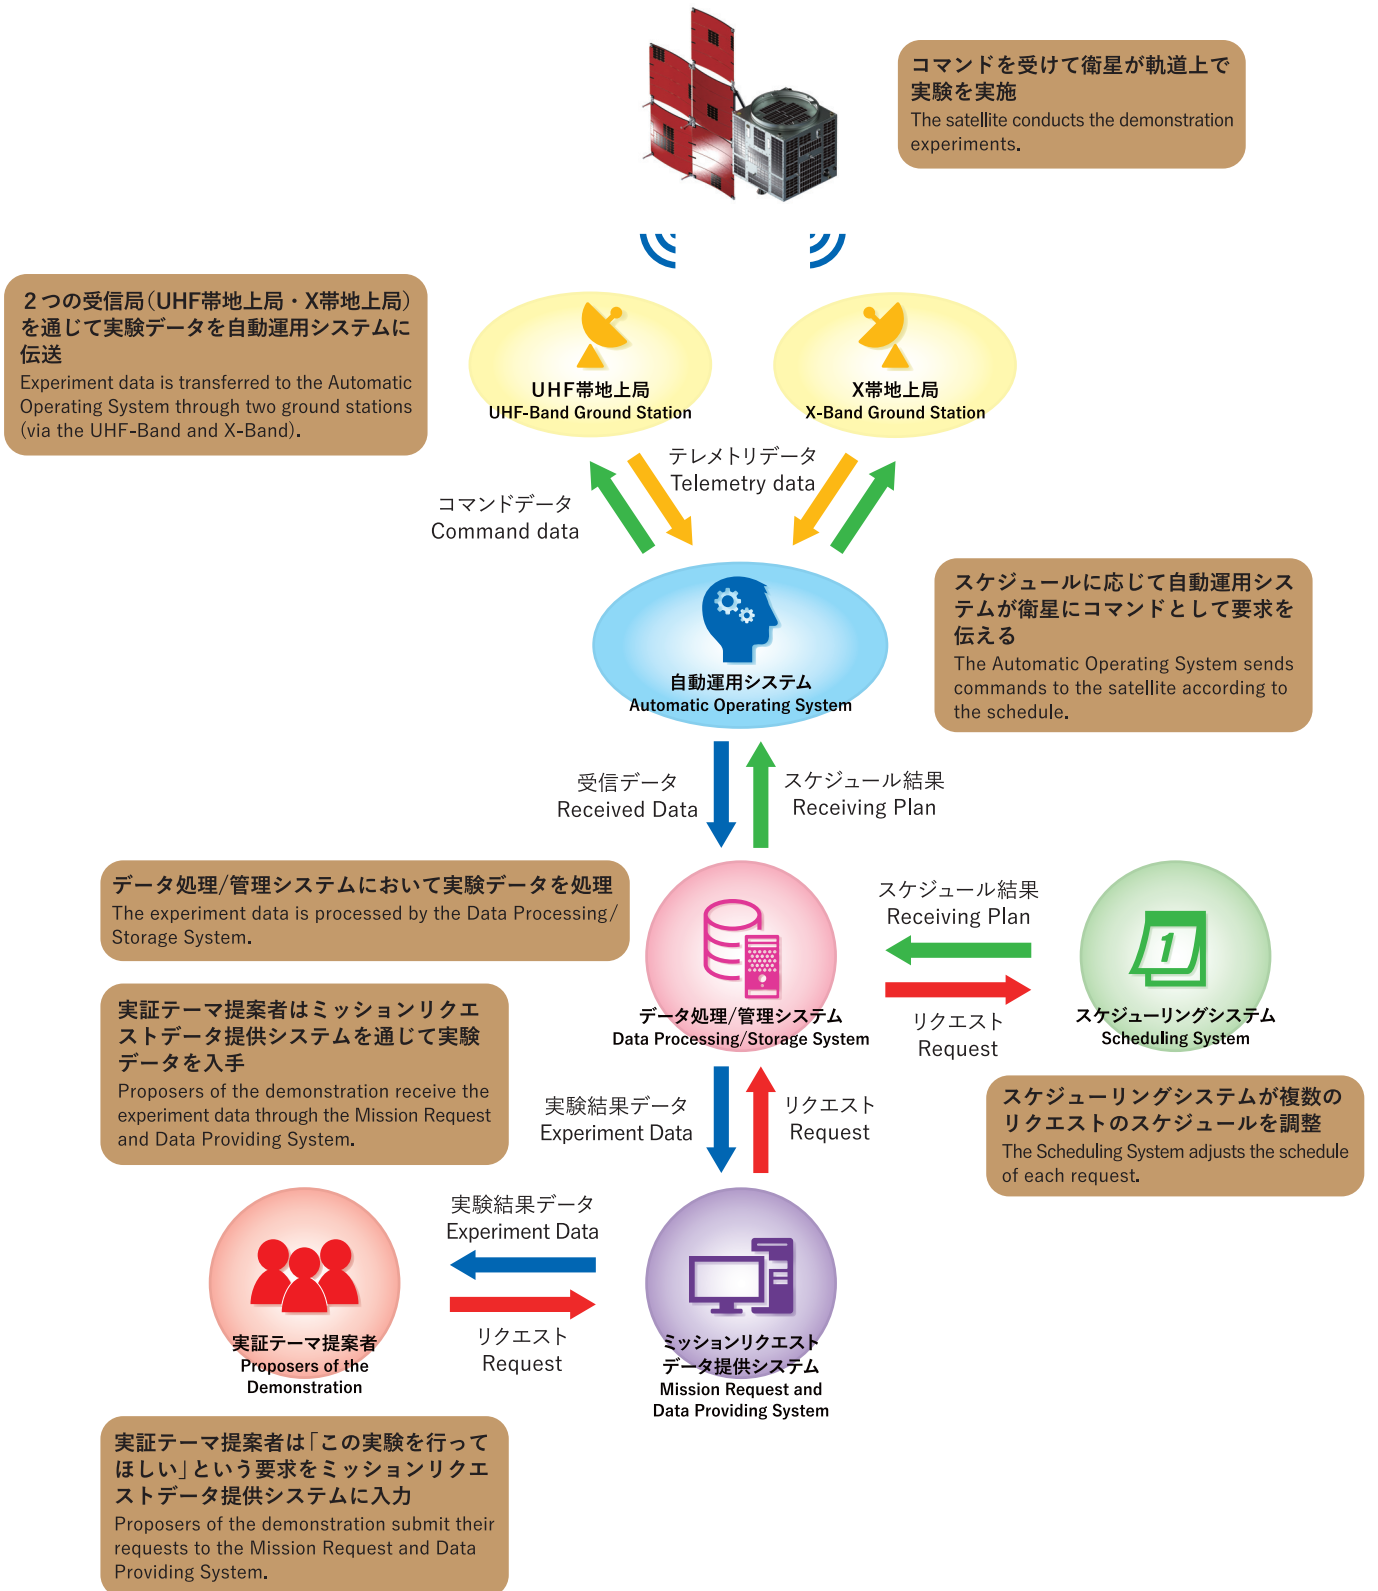 コマンドを受けて衛星が軌道上で
実験を実施
The satellite conducts the demonstration
experiments.
2つの受信局(UHF帯地上局・X帯地上局)
を通じて実験データを自動運用システムに
伝送
Experiment data is transferred to the Automatic
Operating System through two ground stations
(via the UHF-Band and X-Band).
UHF帯地上局
UHF-Band Ground Station
X帯地上局
X-Band Ground Station
テレメトリデータ
Telemetry data
コマンドデータ
Command data
自動運用システム
Automatic Operating System
スケジュールに応じて自動運用シス
テムが衛星にコマンドとして要求を
伝える
The Automatic Operating System sends
commands to the satellite according to
the schedule.
受信データ
Received Data
スケジュール結果
Receiving Plan
データ処理/管理システムにおいて実験データを処理
The experiment data is processed by the Data Processing/
Storage System.
スケジュール結果
Receiving Plan
1
データ処理/管理システム
Data Processing/Storage System
リクエスト
Request
スケジューリングシステム
Scheduling System
実証テーマ提案者はミッションリクエ
ストデータ提供システムを通じて実験
データを入手
Proposers of the demonstration receive the
experiment data through the Mission Request
and Data Providing System.
実験結果データ
Experiment Data
リクエスト
Request
スケジューリングシステムが複数の
リクエストのスケジュールを調整
The Scheduling System adjusts the schedule
of each request.
実験結果データ
Experiment Data
リクエスト
Request
実証テーマ提案者
Proposers of the
Demonstration
ミッションリクエスト
データ提供システム
Mission Request and
Data Providing System
実証テーマ提案者は「この実験を行って
ほしい」という要求をミッションリクエ
ストデータ提供システムに入力
Proposers of the demonstration submit their
requests to the Mission Request and Data
Providing System.